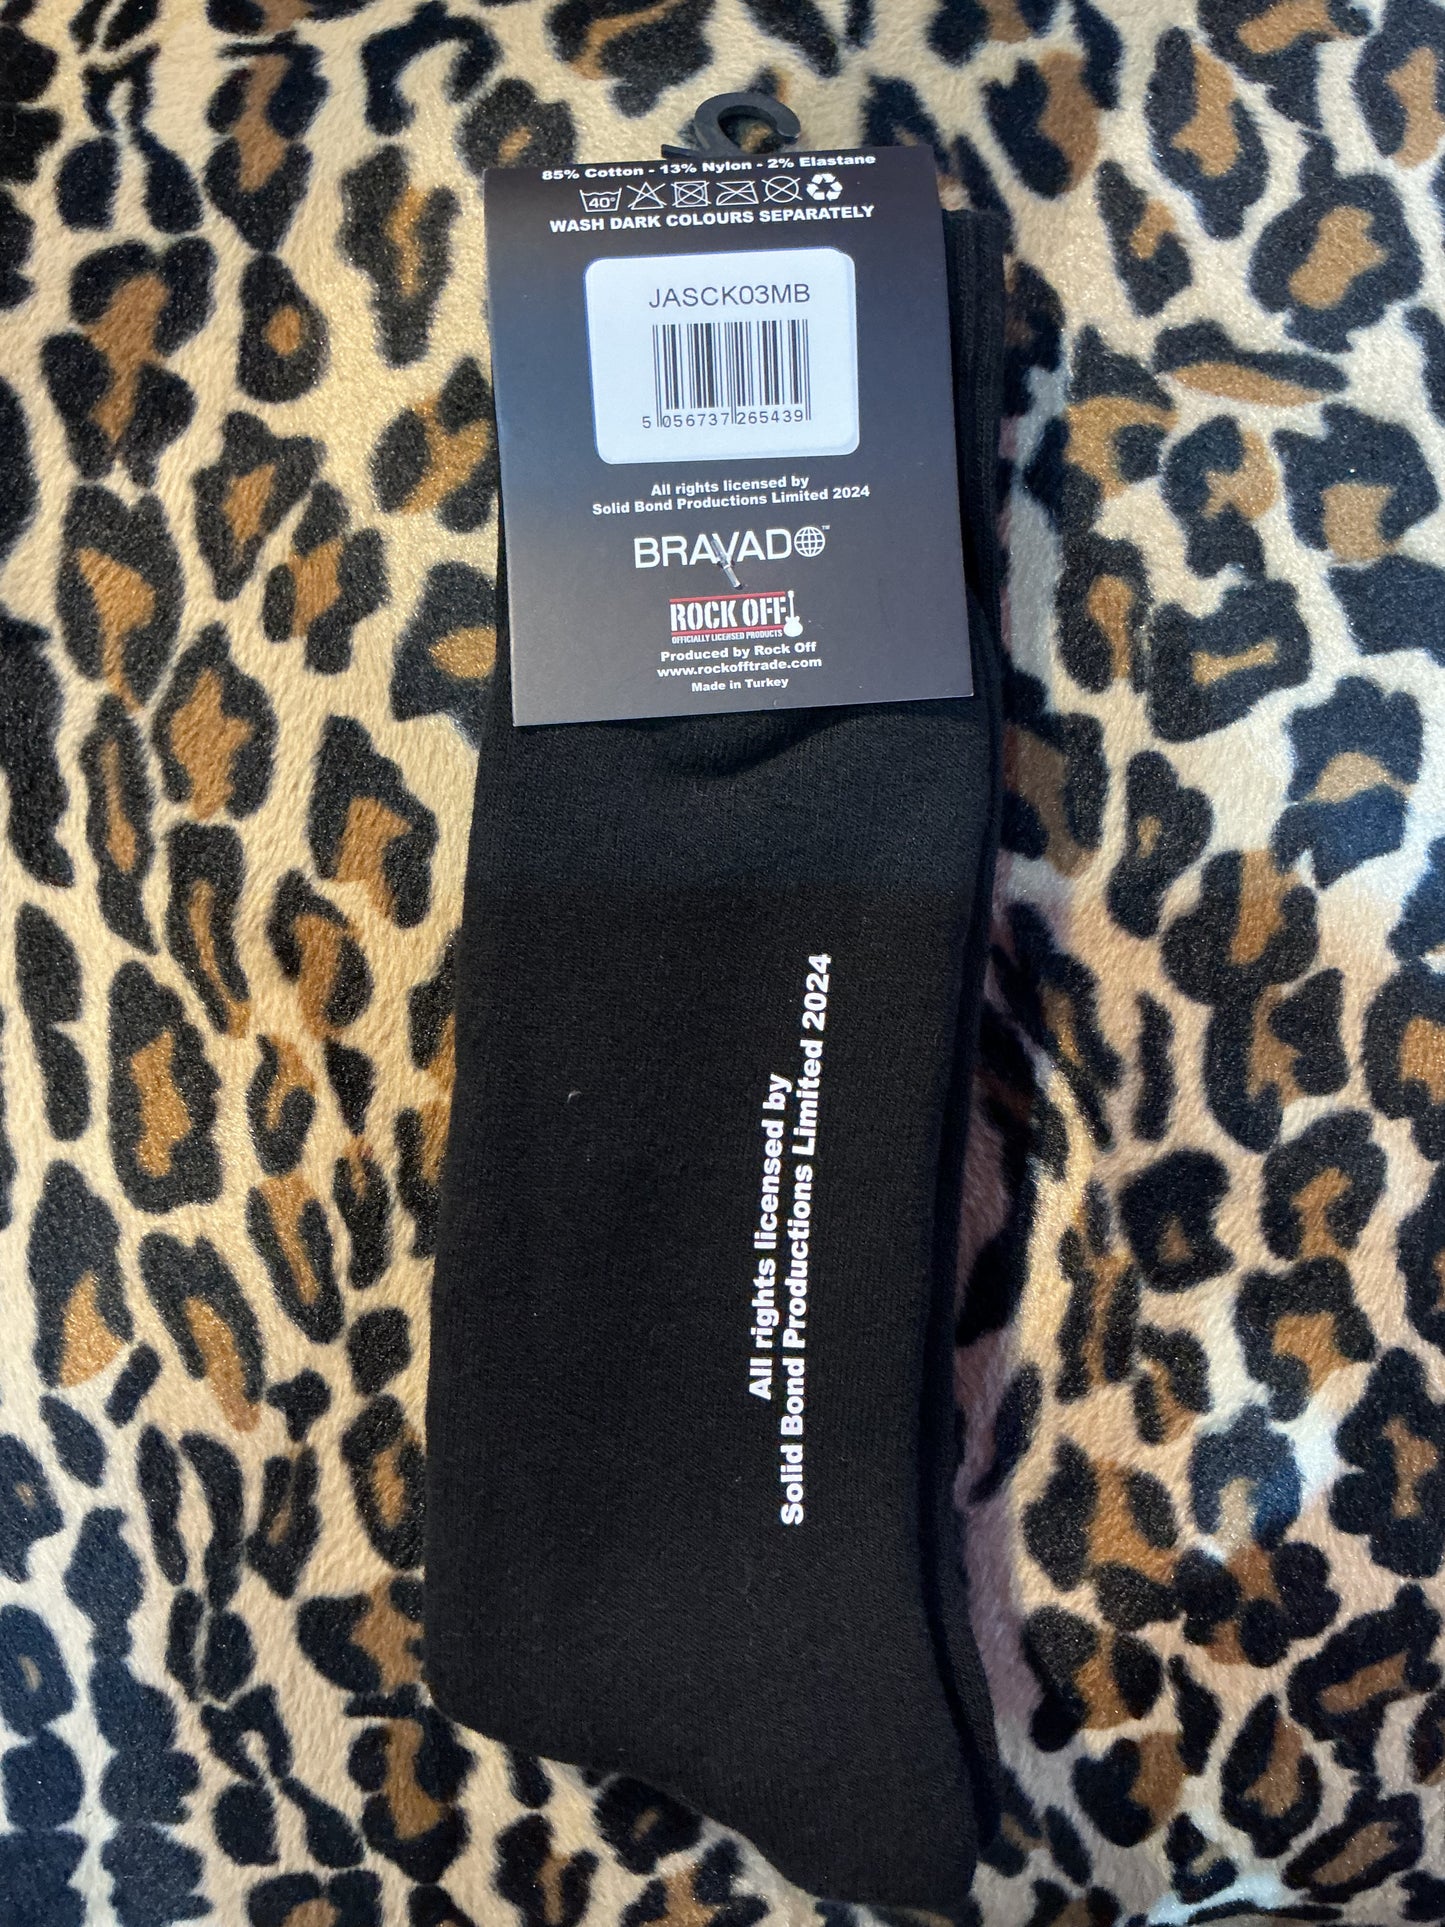 85% Cotton - 13% Nylon - 2% Elastane
40°
WASH DARK COLOURS SEPARATELY
JASCK03MB
5 056737 265439
All rights licensed by
Solid Bond Productions Limited 2024
BRAVADO™
ROCK OFF
OFFICIALLY LICENSED PRODUCTS
Produced by Rock Off
www.rockofftrade.com
Made in Turkey
All rights licensed by
Solid Bond Productions Limited 2024